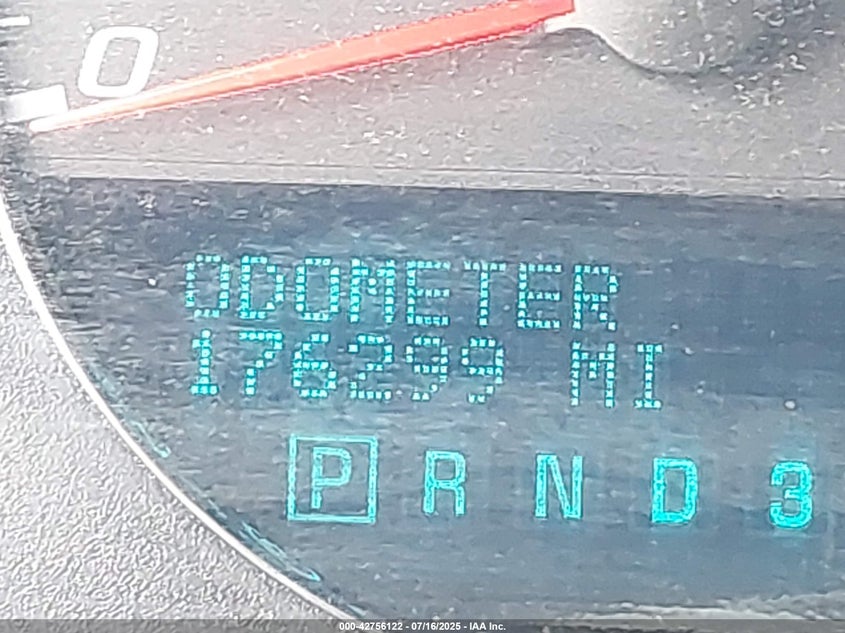 0
ODOMETER
176299 MI
P R N D 3
000-42756122 - 07/16/2025 - IAA Inc.